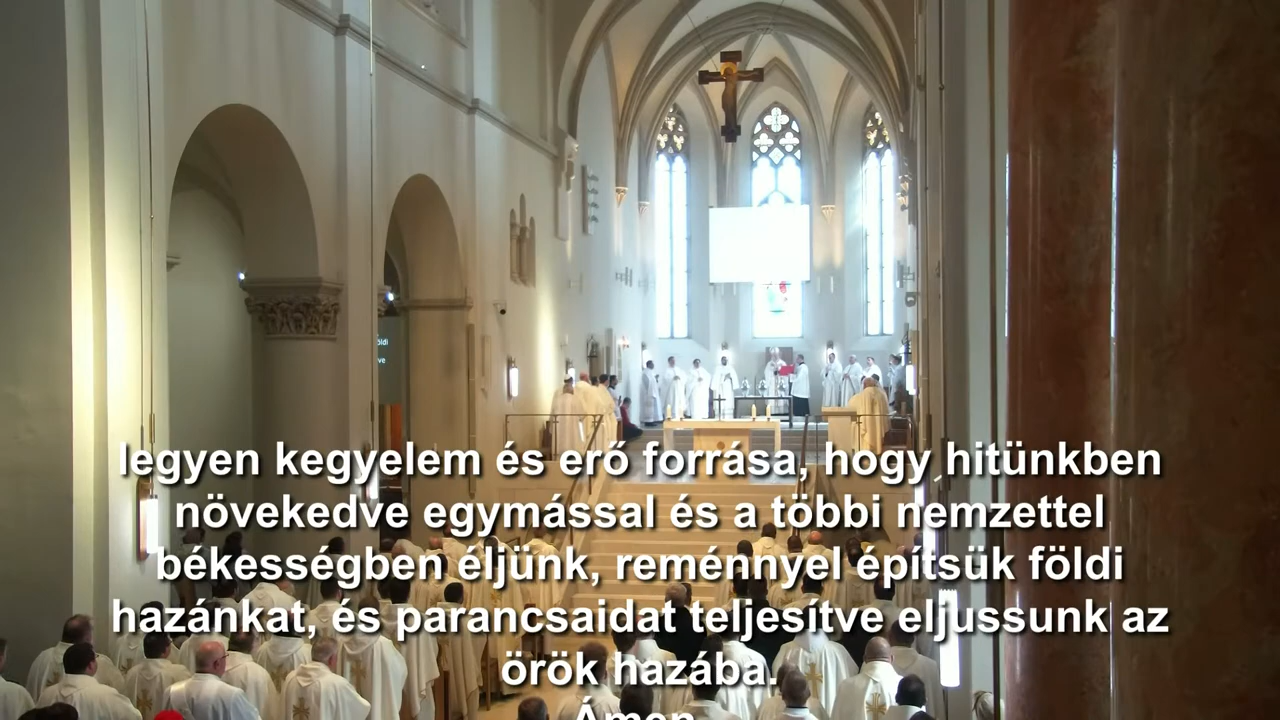 legyen kegyelem és erő forrása, hogy hitünkben
növekedve egymással és a többi nemzettel
békességben éljünk, reménnyel építsük földi
hazánkat, és parancsaidat teljesítve eljussunk az
örök hazába.
Ámen.